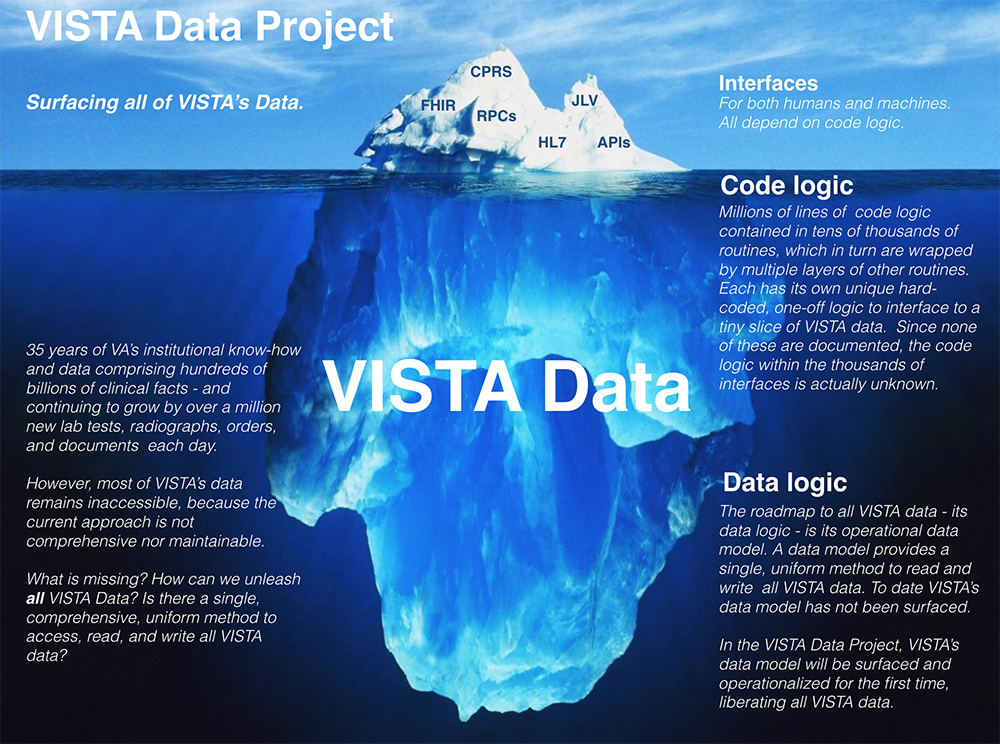 VISTA Data Project
Surfacing all of VISTA's Data.
CPRS
FHIR
RPCs
JLV
HL7
APIs
Interfaces
For both humans and machines.
All depend on code logic.
Code logic
Millions of lines of code logic
contained in tens of thousands of
routines, which in turn are wrapped
by multiple layers of other routines.
Each has its own unique hard-
coded, one-off logic to interface to a
tiny slice of VISTA data. Since none
of these are documented, the code
logic within the thousands of
interfaces is actually unknown.
35 years of VA's institutional know-how
and data comprising hundreds of
billions of clinical facts - and
continuing to grow by over a million
new lab tests, radiographs, orders,
and documents each day.
However, most of VISTA's data
remains inaccessible, because the
current approach is not
comprehensive nor maintainable.
What is missing? How can we unleash
all VISTA Data? Is there a single,
comprehensive, uniform method to
access, read, and write all VISTA
data?
VISTA Data
Data logic
The roadmap to all VISTA data - its
data logic - is its operational data
model. A data model provides a
single, uniform method to read and
write all VISTA data. To date VISTA's
data model has not been surfaced.
In the VISTA Data Project, VISTA's
data model will be surfaced and
operationalized for the first time,
liberating all VISTA data.